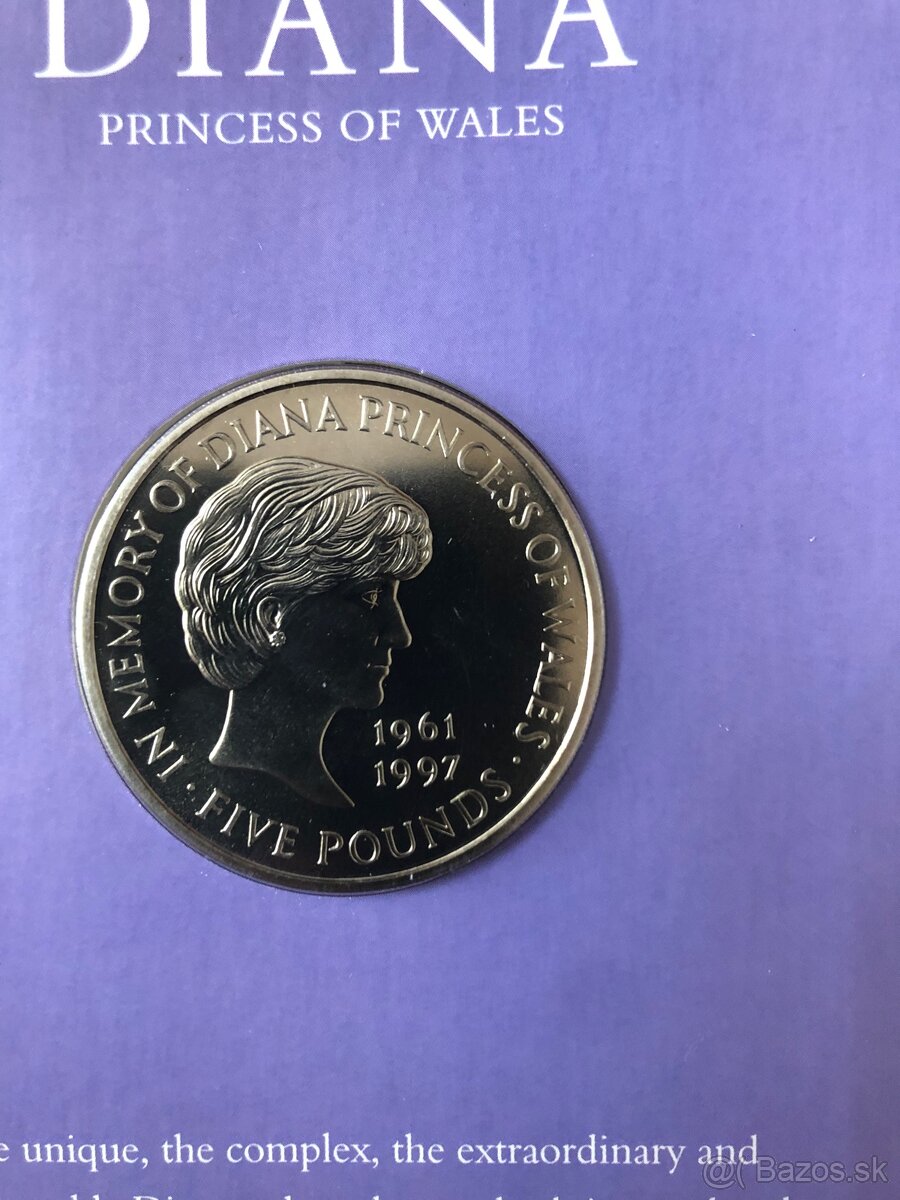 DIANA
PRINCESS OF WALES
IN MEMORY OF DIANA PRINCESS OF WALES
1961
1997
· FIVE POUNDS ·
unique, the complex, the extraordinary and
@ Bazos.sk